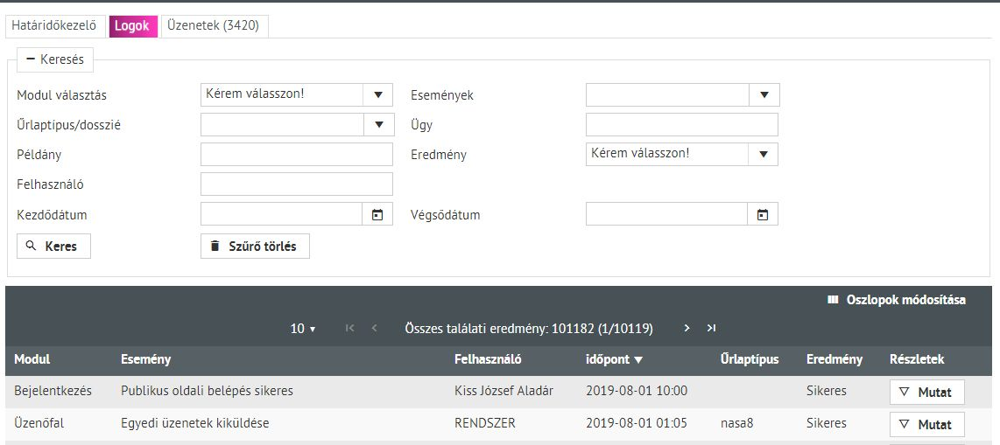 Határidőkezelő Logok Üzenetek (3420)
Keresés
Modul választás Kérem válasszon! Események
Űrlaptípus/dosszié Ügy
Példány Eredmény Kérem válasszon!
Felhasználó
Kezdődátum Végsődátum
Keres Szűrő törlés
Oszlopok módosítása
10 Összes találati eredmény: 101182 (1/10119)
Modul Esemény Felhasználó időpont Űrlaptípus Eredmény Részletek
Bejelentkezés Publikus oldali belépés sikeres Kiss József Aladár 2019-08-01 10:00 Sikeres Mutat
Üzenőfal Egyedi üzenetek kiküldése RENDSZER 2019-08-01 01:05 nasa8 Sikeres Mutat